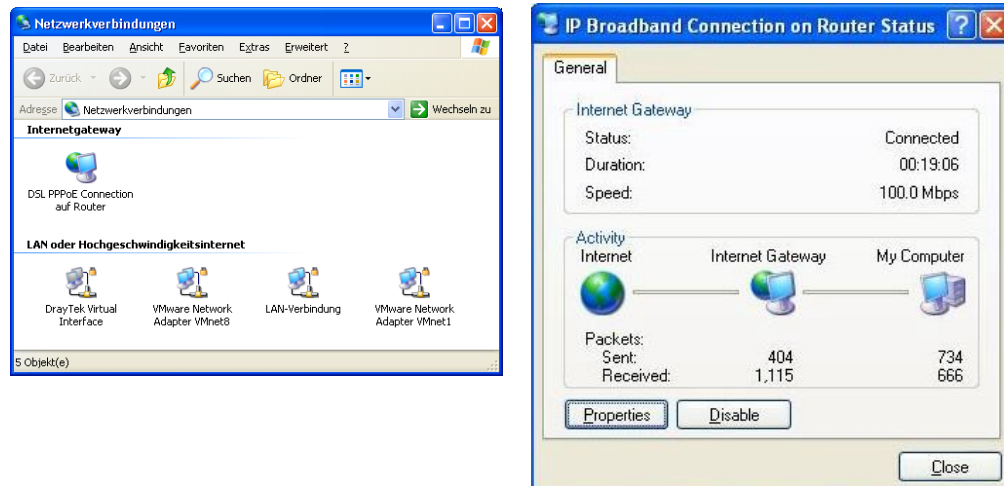 Netzwerkverbindungen
Datei Bearbeiten Ansicht Favoriten Extras Erweitert ?
Zurück Suchen Ordner
Adresse Netzwerkverbindungen Wechseln zu
Internetgateway
DSL PPPoE Connection
auf Router
LAN oder Hochgeschwindigkeitsinternet
DrayTek Virtual
Interface
VMware Network
Adapter VMnet8
LAN-Verbindung
VMware Network
Adapter VMnet1
5 Objekt(e)
IP Broadband Connection on Router Status ? X
General
Internet Gateway
Status: Connected
Duration: 00:19:06
Speed: 100.0 Mbps
Activity
Internet Internet Gateway My Computer
Packets:
Sent: 404 734
Received: 1,115 666
Properties Disable
Close